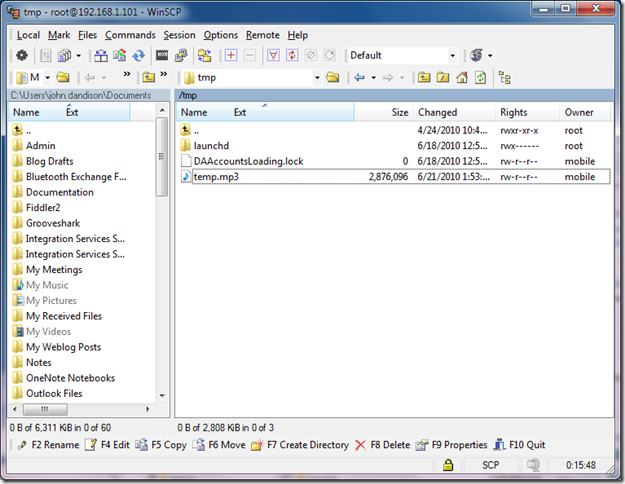 tmp - root@192.168.1.101 - WinSCP
Local Mark Files Commands Session Options Remote Help
Default
M tmp
C:\Users\john.dandison\Documents /tmp
Name Ext Name Ext Size Changed Rights Owner
.. .. 4/24/2010 10:4... rwxr-xr-x root
Admin launchd 6/18/2010 12:5... rwx------ root
Blog Drafts DAAccountsLoading.lock 0 6/18/2010 12:5... rw-r--r-- mobile
Bluetooth Exchange F... temp.mp3 2,876,096 6/21/2010 1:53:... rw-r--r-- mobile
Documentation
Fiddler2
Grooveshark
Integration Services S...
Integration Services S...
My Meetings
My Music
My Pictures
My Received Files
My Videos
My Weblog Posts
Notes
OneNote Notebooks
Outlook Files
0 B of 6,311 KiB in 0 of 60 0 B of 2,808 KiB in 0 of 3
F2 Rename F4 Edit F5 Copy F6 Move F7 Create Directory F8 Delete F9 Properties F10 Quit
SCP 0:15:48